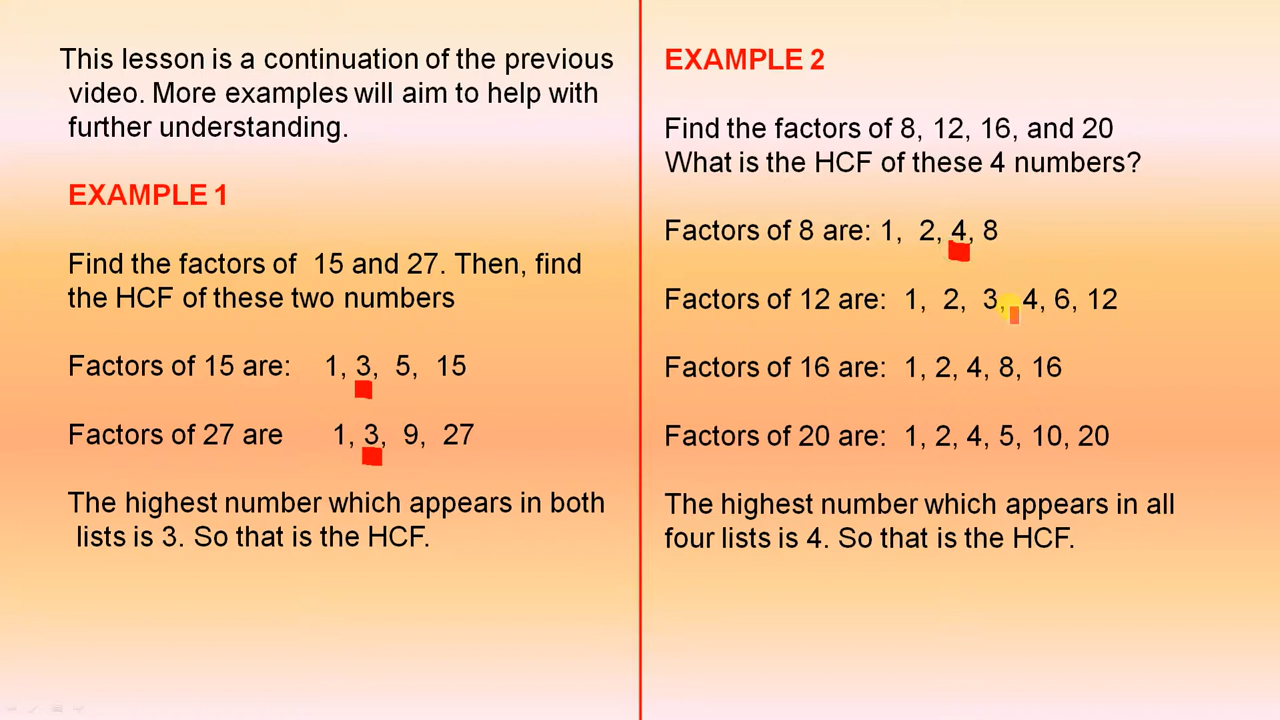 This lesson is a continuation of the previous
video. More examples will aim to help with
further understanding.
EXAMPLE 1
Find the factors of 15 and 27. Then, find
the HCF of these two numbers
Factors of 15 are: 1, 3, 5, 15
Factors of 27 are 1, 3, 9, 27
The highest number which appears in both
lists is 3. So that is the HCF.
EXAMPLE 2
Find the factors of 8, 12, 16, and 20
What is the HCF of these 4 numbers?
Factors of 8 are: 1, 2, 4, 8
Factors of 12 are: 1, 2, 3, 4, 6, 12
Factors of 16 are: 1, 2, 4, 8, 16
Factors of 20 are: 1, 2, 4, 5, 10, 20
The highest number which appears in all
four lists is 4. So that is the HCF.